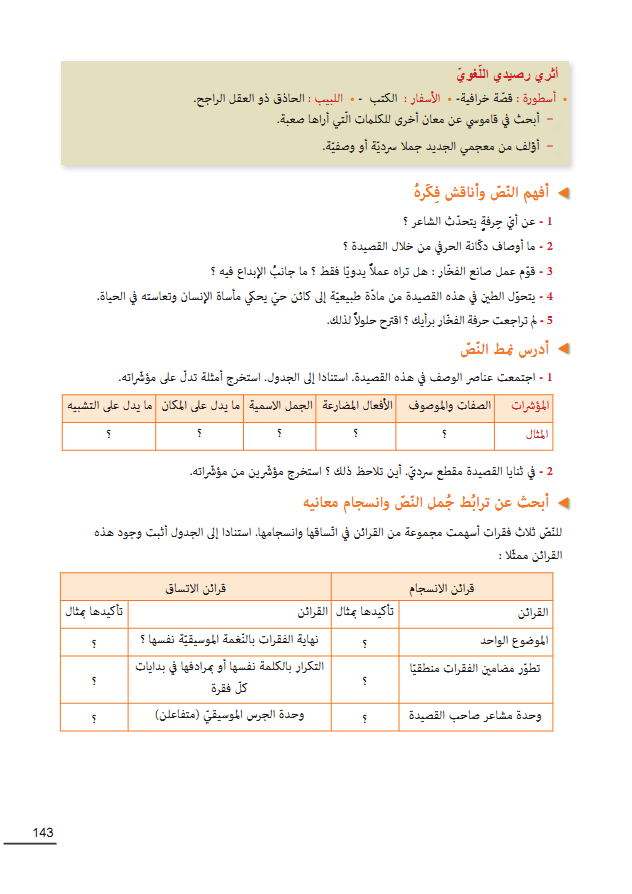 أثري رصيدي اللّغويّ
• أسطورة : قصّة خرافية- • الأسفار : الكتب - • اللبيب : الحاذق ذو العقل الراجح.
– أبحث في قاموسي عن معان أخرى للكلمات الّتي أراها صعبة.
– أؤلف من معجمي الجديد جملا سرديّة أو وصفيّة.
أفهم النّصّ وأناقش فِكَرهُ
1 - عن أيّ حِرفةٍ يتحدّث الشاعر ؟
2 - ما أوصاف دكّانة الحرفي من خلال القصيدة ؟
3 - قوّم عمل صانع الفخّار : هل تراه عملاً يدويّا فقط ؟ ما جانبُ الإبداع فيه ؟
4 - يتحوّل الطين في هذه القصيدة من مادّة طبيعيّة إلى كائن حيّ يحكي مأساة الإنسان وتعاسته في الحياة.
5 - لم تراجعت حرفة الفخّار برأيك ؟ اقترح حلولاً لذلك.
أدرس نمط النّصّ
1 - اجتمعت عناصر الوصف في هذه القصيدة. استنادا إلى الجدول. استخرج أمثلة تدلّ على مؤشّراته.
المؤشرات الصفات والموصوف الأفعال المضارعة الجمل الاسمية ما يدل على المكان ما يدل على التشبيه
المثال ؟ ؟ ؟ ؟ ؟
2 - في ثنايا القصيدة مقطع سرديّ. أين تلاحظ ذلك ؟ استخرج مؤشّرين من مؤشّراته.
أبحث عن ترابُط جُمل النّصّ وانسجام معانيه
للنّصّ ثلاث فقرات أسهمت مجموعة من القرائن في اتّساقها وانسجامها. استنادا إلى الجدول أثبت وجود هذه
القرائن ممثّلا :
قرائن الانسجام قرائن الاتساق
القرائن تأكيدها بمثال القرائن تأكيدها بمثال
الموضوع الواحد ؟ نهاية الفقرات بالنّغمة الموسيقيّة نفسها ؟ ؟
تطوّر مضامين الفقرات منطقيّا ؟ التكرار بالكلمة نفسها أو بمرادفها في بدايات
كلّ فقرة ؟
وحدة مشاعر صاحب القصيدة ؟ وحدة الجرس الموسيقيّ (متفاعلن) ؟
143